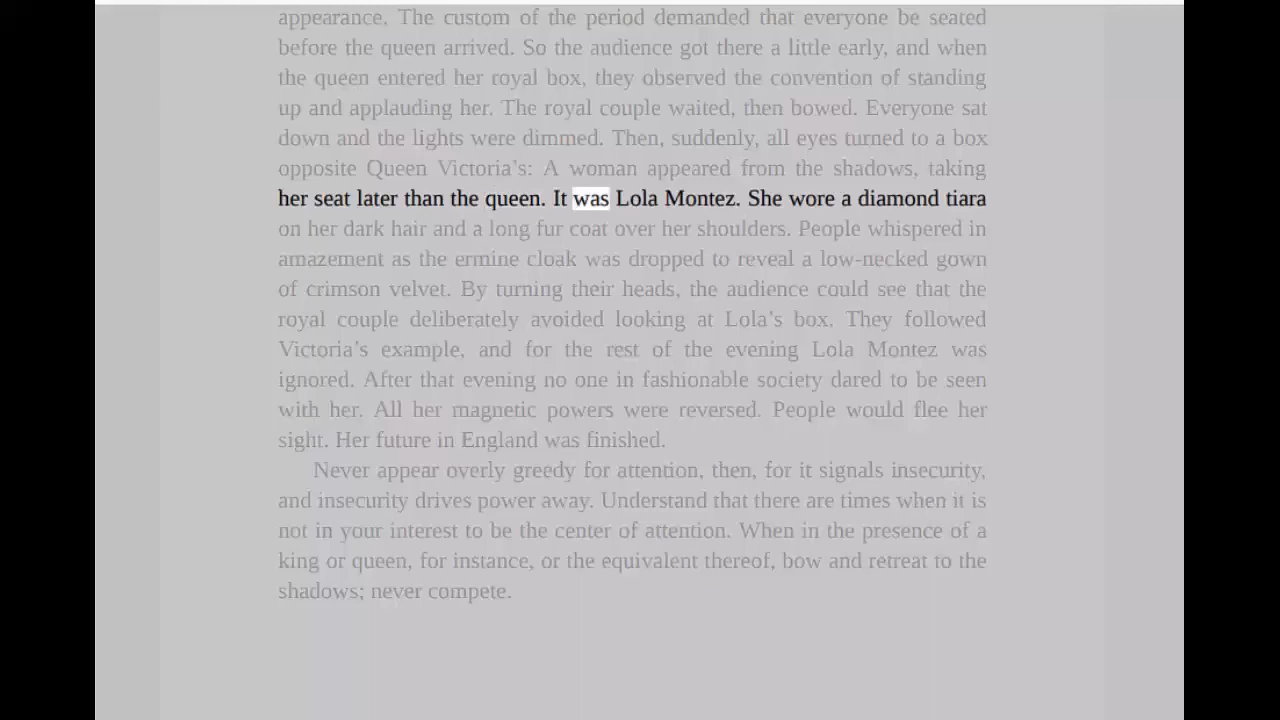 appearance. The custom of the period demanded that everyone be seated
before the queen arrived. So the audience got there a little early, and when
the queen entered her royal box, they observed the convention of standing
up and applauding her. The royal couple waited, then bowed. Everyone sat
down and the lights were dimmed. Then, suddenly, all eyes turned to a box
opposite Queen Victoria’s: A woman appeared from the shadows, taking
her seat later than the queen. It was Lola Montez. She wore a diamond tiara
on her dark hair and a long fur coat over her shoulders. People whispered in
amazement as the ermine cloak was dropped to reveal a low-necked gown
of crimson velvet. By turning their heads, the audience could see that the
royal couple deliberately avoided looking at Lola’s box. They followed
Victoria’s example, and for the rest of the evening Lola Montez was
ignored. After that evening no one in fashionable society dared to be seen
with her. All her magnetic powers were reversed. People would flee her
sight. Her future in England was finished.
Never appear overly greedy for attention, then, for it signals insecurity,
and insecurity drives power away. Understand that there are times when it is
not in your interest to be the center of attention. When in the presence of a
king or queen, for instance, or the equivalent thereof, bow and retreat to the
shadows; never compete.